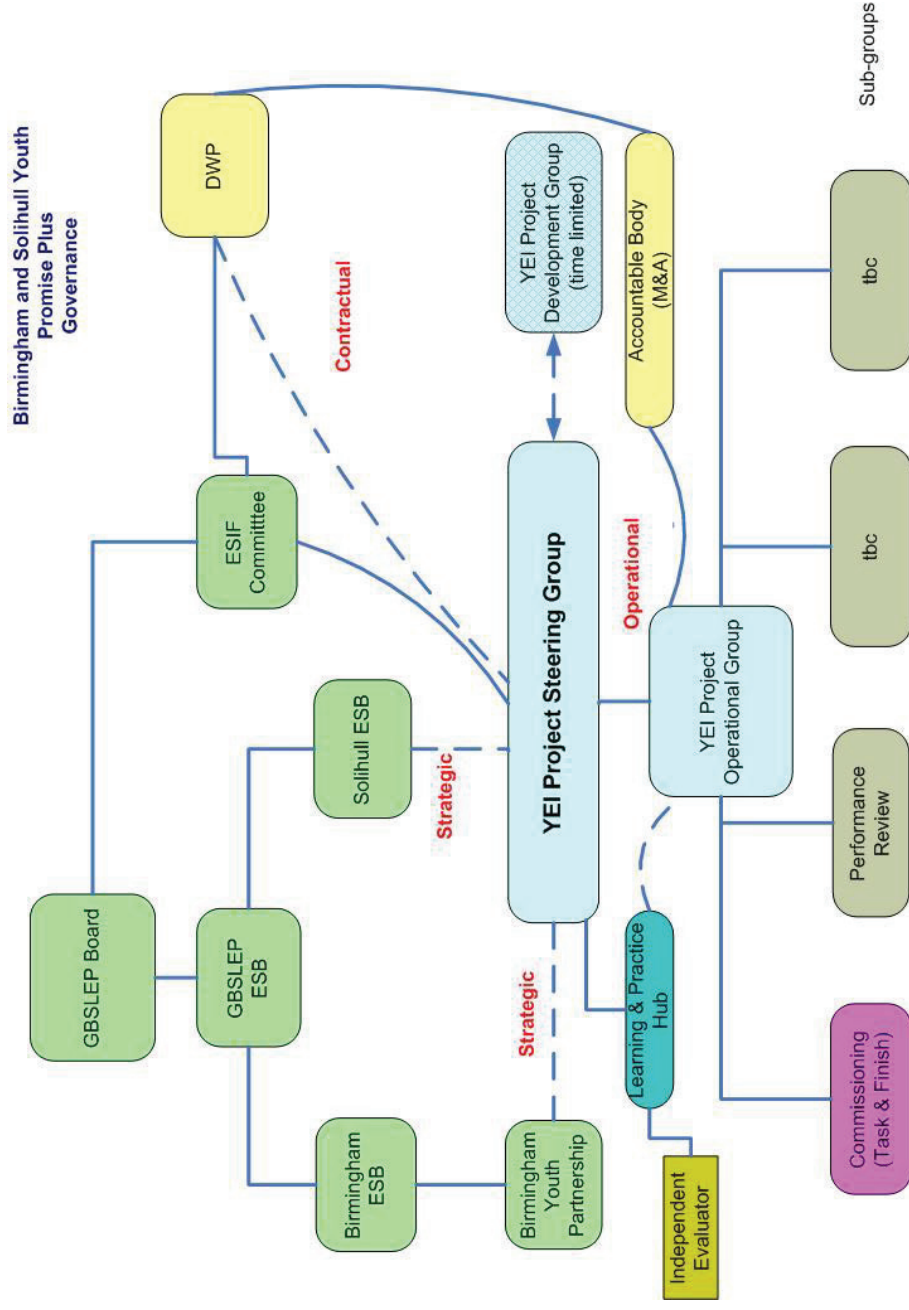 Birmingham and Solihull Youth
Promise Plus
Governance
GBSLEP Board
GBSLEP
ESB
ESIF
Committtee
DWP
Birmingham
ESB
Solihull ESB
Contractual
Strategic
Birmingham
Youth
Partnership
Strategic
YEI Project Steering Group
YEI Project
Development Group
(time limited)
Operational
Independent
Evaluator
Learning & Practice
Hub
YEI Project
Operational Group
Accountable Body
(M&A)
Commissioning
(Task & Finish)
Performance
Review
tbc
tbc
Sub-groups